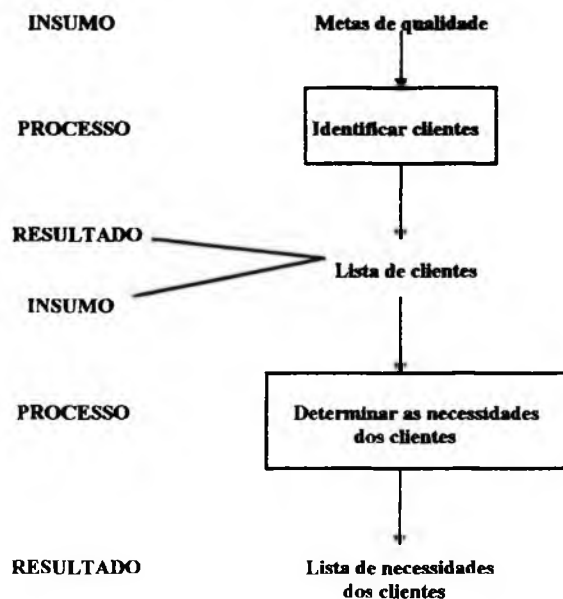 INSUMO Metas de qualidade
PROCESSO Identificar clientes
RESULTADO
Lista de clientes
INSUMO
PROCESSO Determinar as necessidades
dos clientes
RESULTADO Lista de necessidades
dos clientes